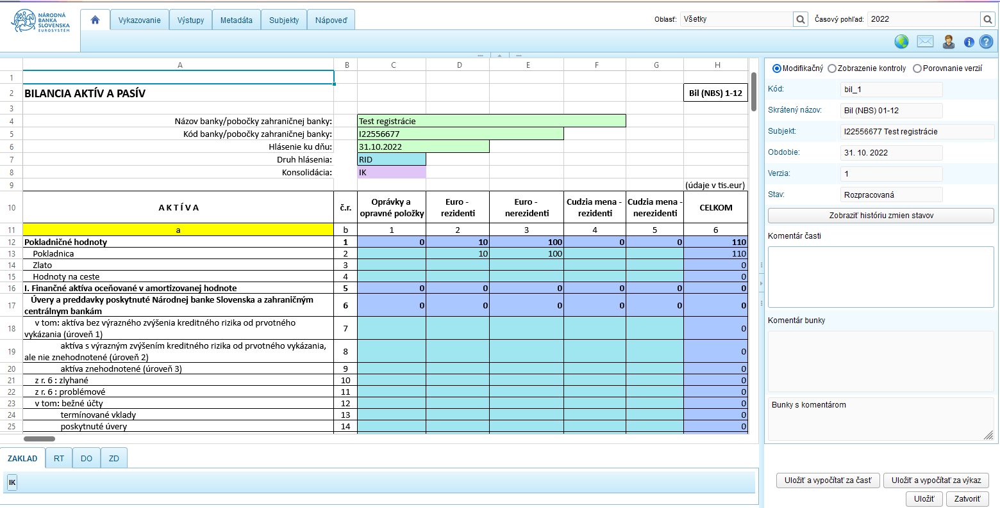 NÁRODNÁ
BANKA
SLOVENSKA
EUROSYSTÉM
Vykazovanie
Výstupy
Metadáta
Subjekty
Nápoveď
Oblasť: Všetky
Časový pohľad: 2022
A B C D E F G H
1
2 BILANCIA AKTÍV A PASÍV Bil (NBS) 1-12
3
4 Názov banky/pobočky zahraničnej banky: Test registrácie
5 Kód banky/pobočky zahraničnej banky: I22556677
6 Hlásenie ku dňu: 31.10.2022
7 Druh hlásenia: RID
8 Konsolidácia: IK
9 (údaje v tis.eur)
10 A K T Í V A č.r. Oprávky a opravné položky Euro - rezidenti Euro - nerezidenti Cudzia mena - rezidenti Cudzia mena - nerezidenti CELKOM
11 a b 1 2 3 4 5 6
12 Pokladničné hodnoty 1 0 10 100 0 0 110
13 Pokladnica 2 10 100 110
14 Zlato 3 0
15 Hodnoty na ceste 4 0
16 I. Finančné aktíva oceňované v amortizovanej hodnote 5 0 0 0 0 0 0
17 Úvery a preddavky poskytnuté Národnej banke Slovenska a zahraničným
centrálnym bankám 6 0 0 0 0 0 0
18 v tom: aktíva bez výrazného zvýšenia kreditného rizika od prvotného
vykázania (úroveň 1) 7 0
19 aktíva s výrazným zvýšením kreditného rizika od prvotného vykázania,
ale nie znehodnotené (úroveň 2) 8 0
20 aktíva znehodnotené (úroveň 3) 9 0
21 z r. 6 : zlyhané 10 0
22 z r. 6 : problémové 11 0
23 v tom: bežné účty 12 0
24 termínované vklady 13 0
25 poskytnuté úvery 14 0
ZAKLAD
RT
DO
ZD
IK
Modifikačný Zobrazenie kontroly Porovnanie verzií
Kód: bil_1
Skrátený názov: Bil (NBS) 01-12
Subjekt: I22556677 Test registrácie
Obdobie: 31. 10. 2022
Verzia: 1
Stav: Rozpracovaná
Zobraziť históriu zmien stavov
Komentár časti
Komentár bunky
Bunky s komentárom
Uložiť a vypočítať za časť
Uložiť a vypočítať za výkaz
Uložiť
Zatvoriť